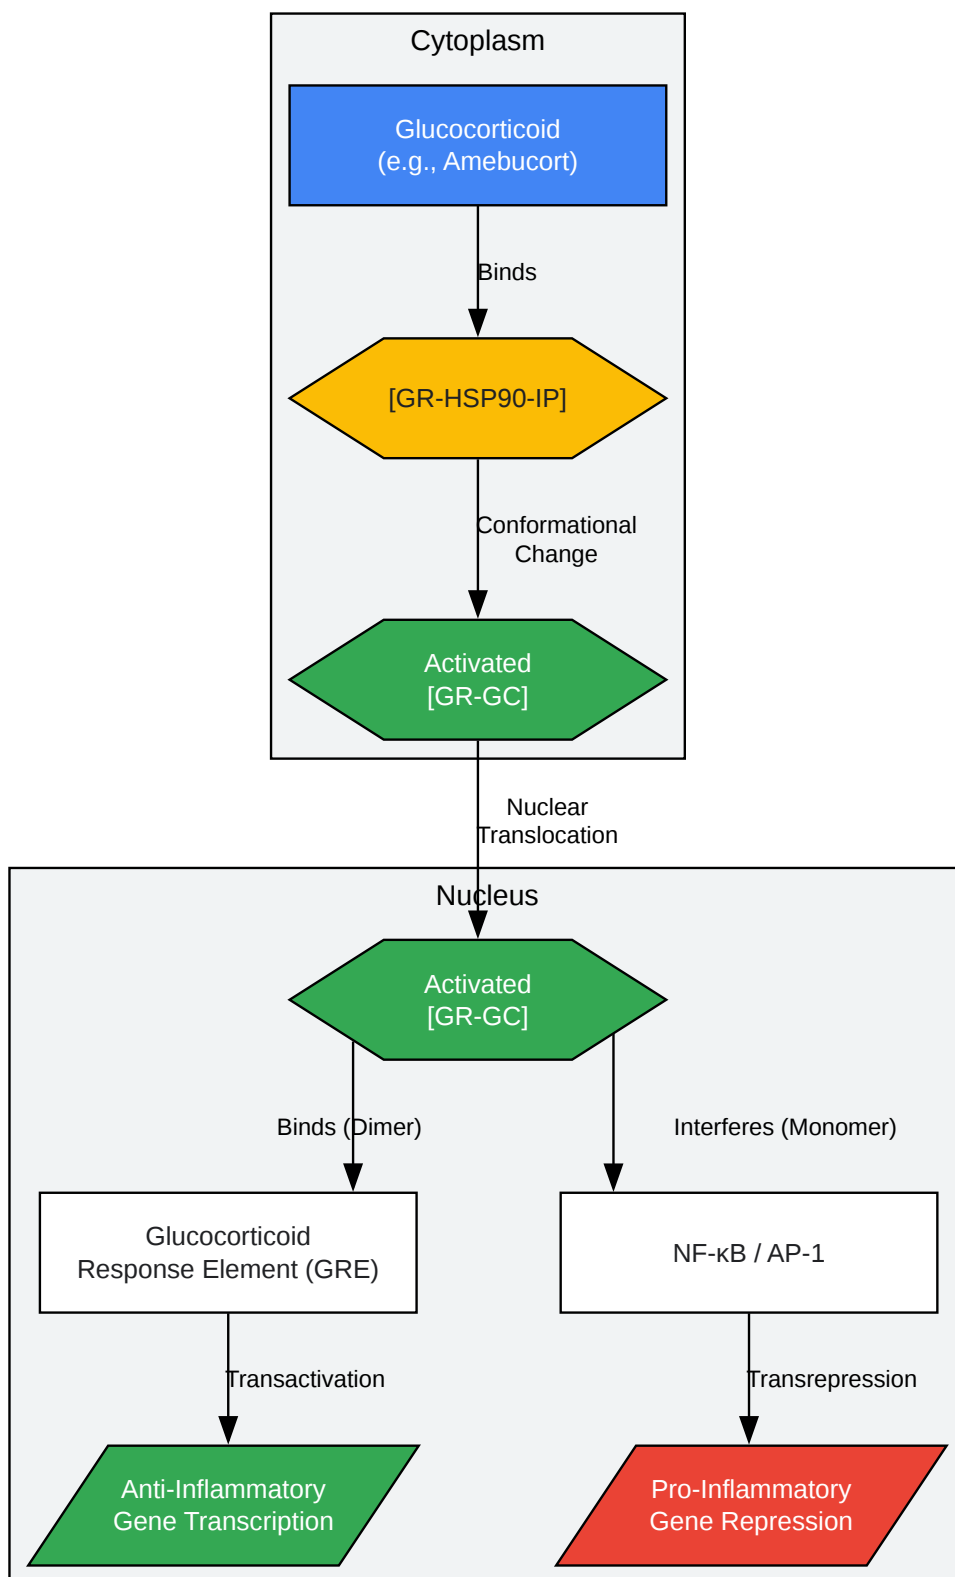 Cytoplasm
Glucocorticoid
(e.g., Amebucort)
Binds
[GR-HSP90-IP]
Conformational
Change
Activated
[GR-GC]
Nuclear
Translocation
Nucleus
Activated
[GR-GC]
Binds (Dimer)
Interferes (Monomer)
Glucocorticoid
Response Element (GRE)
NF-κB / AP-1
Transactivation
Transrepression
Anti-Inflammatory
Gene Transcription
Pro-Inflammatory
Gene Repression